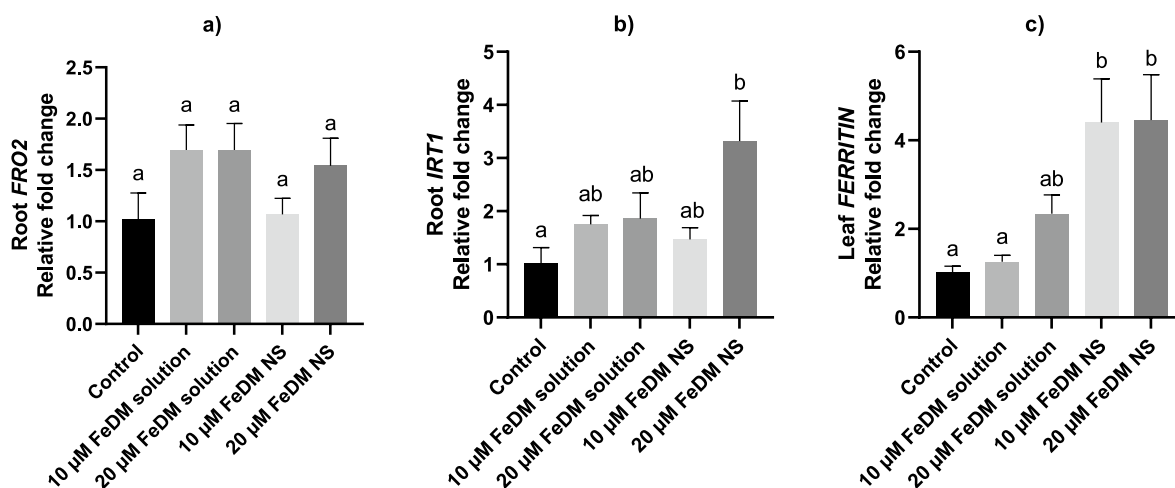 a)
Root FRO2
Relative fold change
2.5
2.0
1.5
1.0
0.5
0.0
a
a
a
a
a
Control
10 µM FeDM solution
20 µM FeDM solution
10 µM FeDM NS
20 µM FeDM NS
b)
Root IRT1
Relative fold change
5
4
3
2
1
0
a
ab
ab
ab
b
Control
10 µM FeDM solution
20 µM FeDM solution
10 µM FeDM NS
20 µM FeDM NS
c)
Leaf FERRITIN
Relative fold change
6
4
2
0
a
a
ab
b
b
Control
10 µM FeDM solution
20 µM FeDM solution
10 µM FeDM NS
20 µM FeDM NS